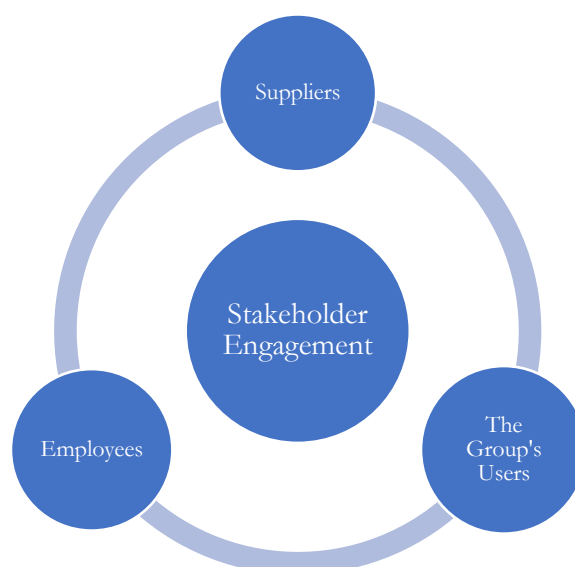 Suppliers
Stakeholder
Engagement
Employees
The
Group's
Users